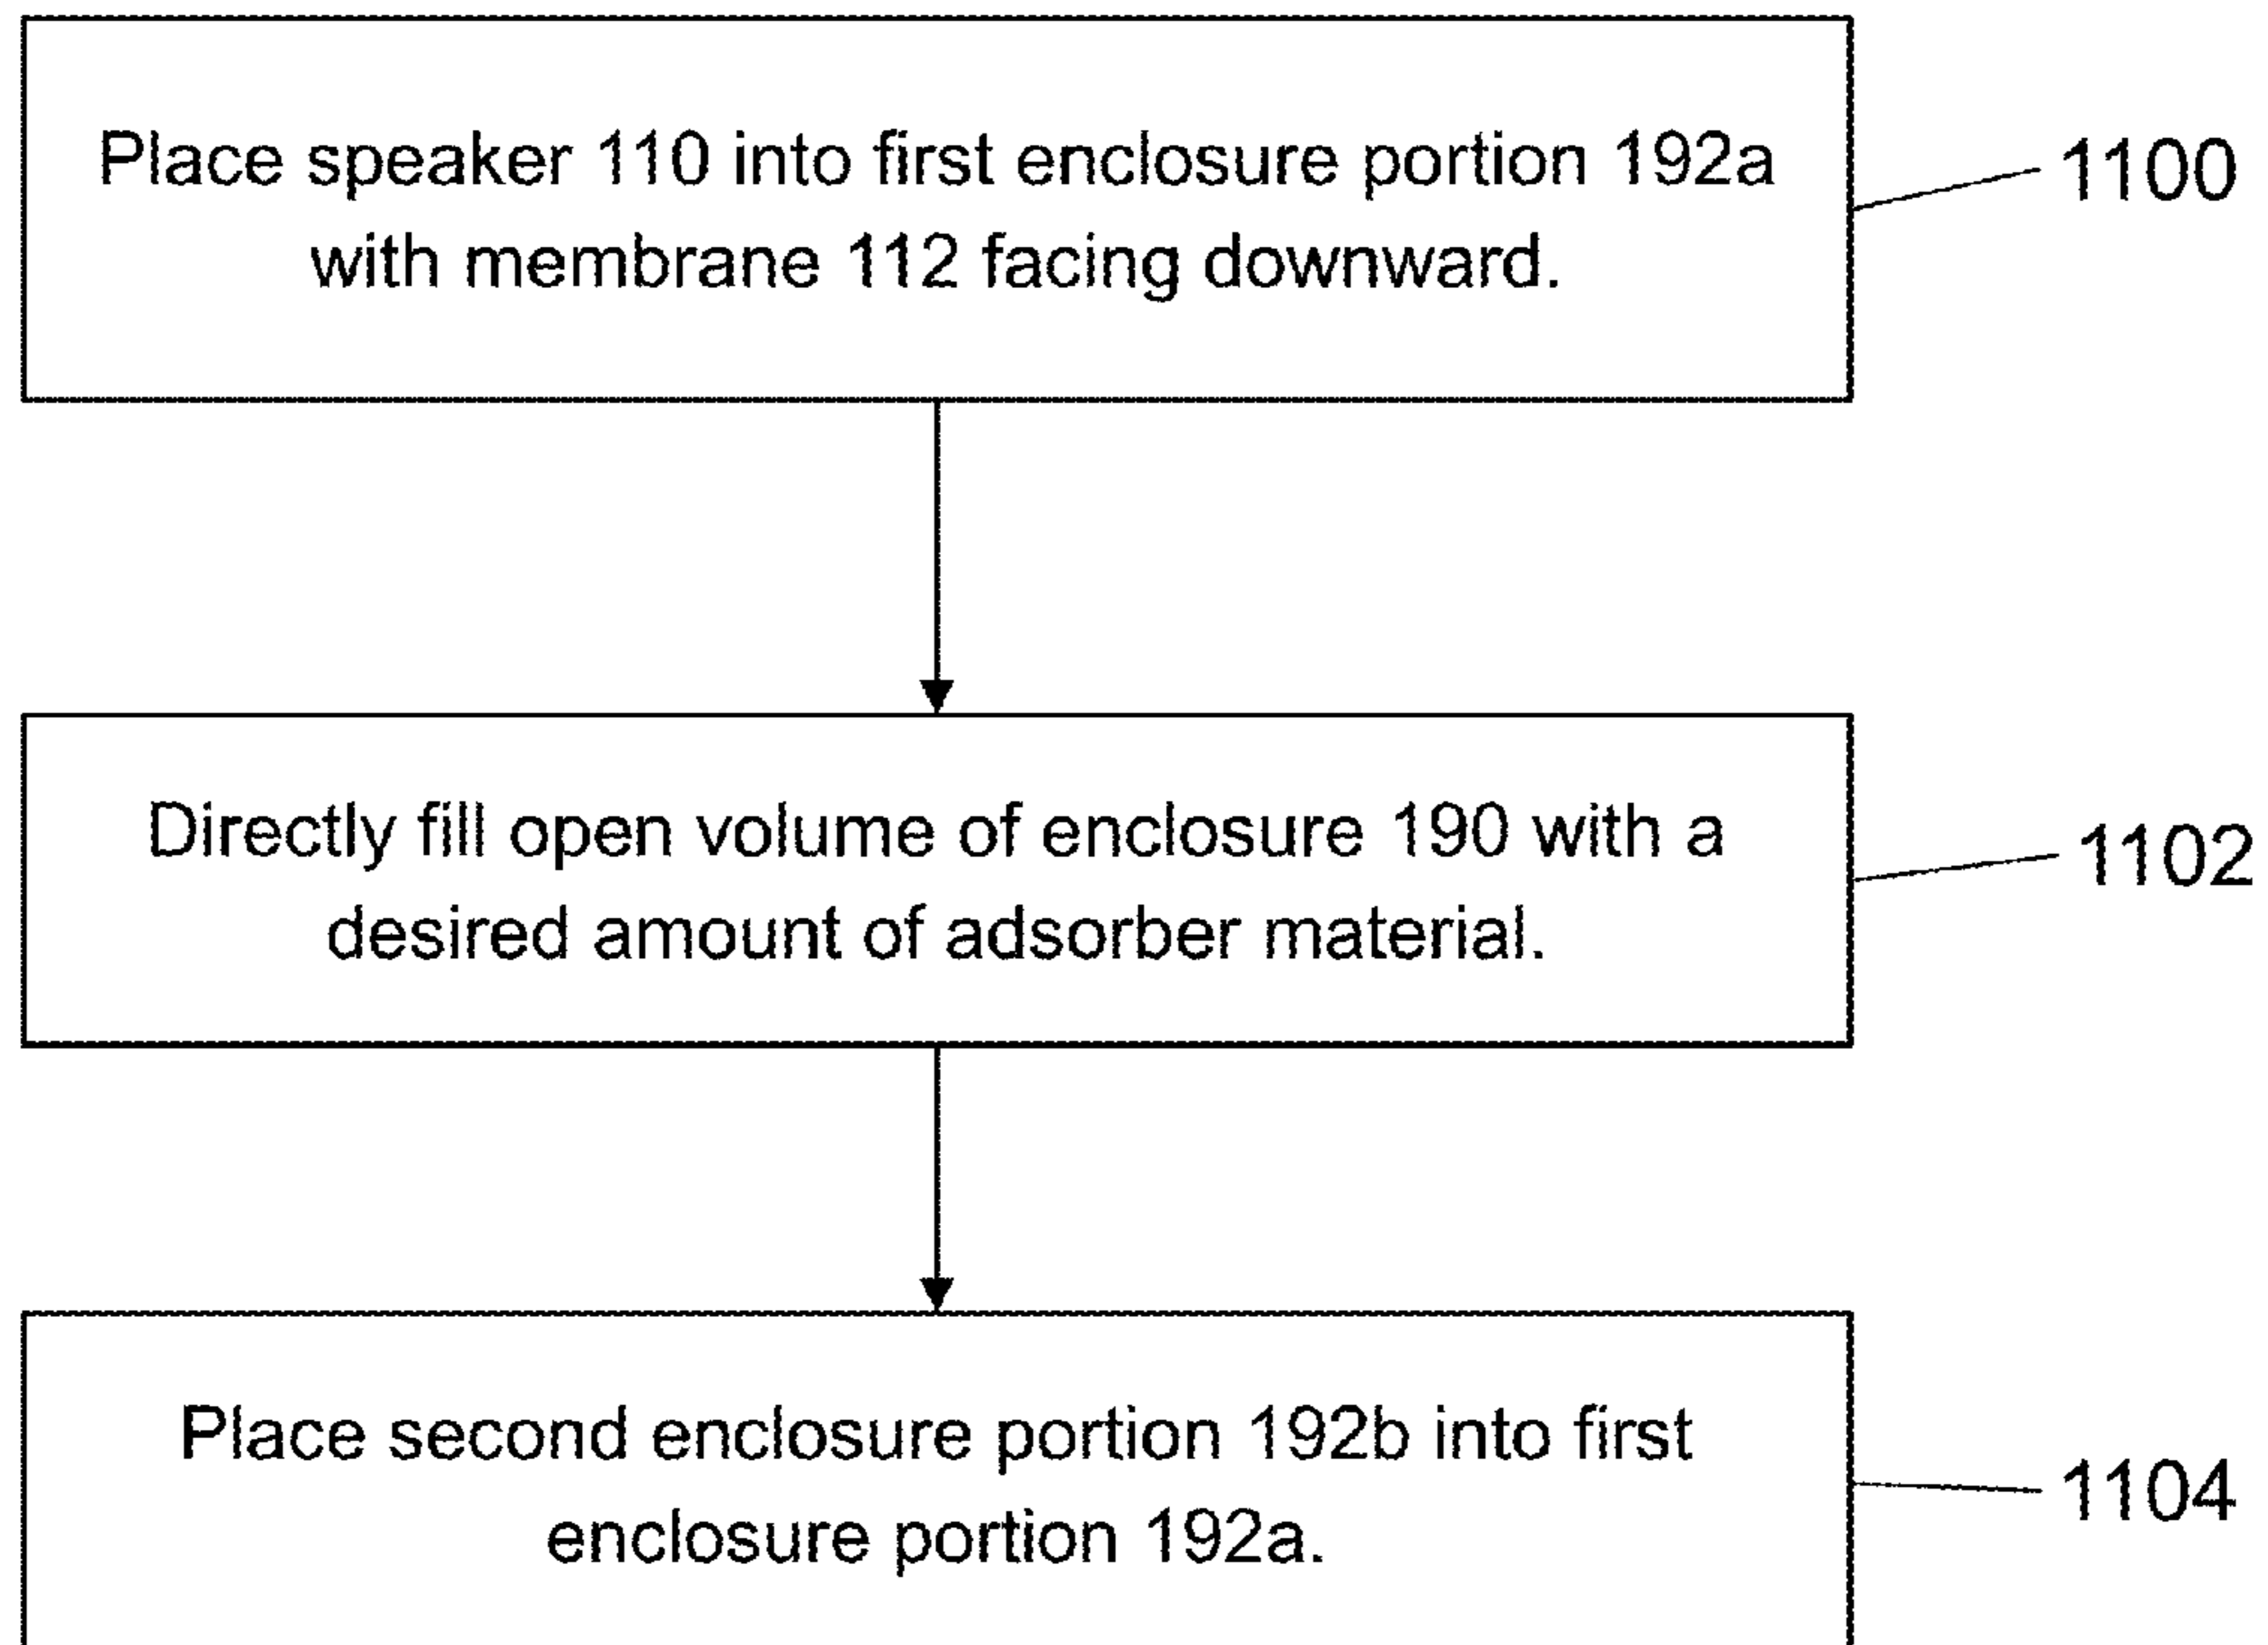 Place speaker 110 into first enclosure portion 192a
with membrane 112 facing downward.
1100
Directly fill open volume of enclosure 190 with a
desired amount of adsorber material.
1102
Place second enclosure portion 192b into first
enclosure portion 192a.
1104